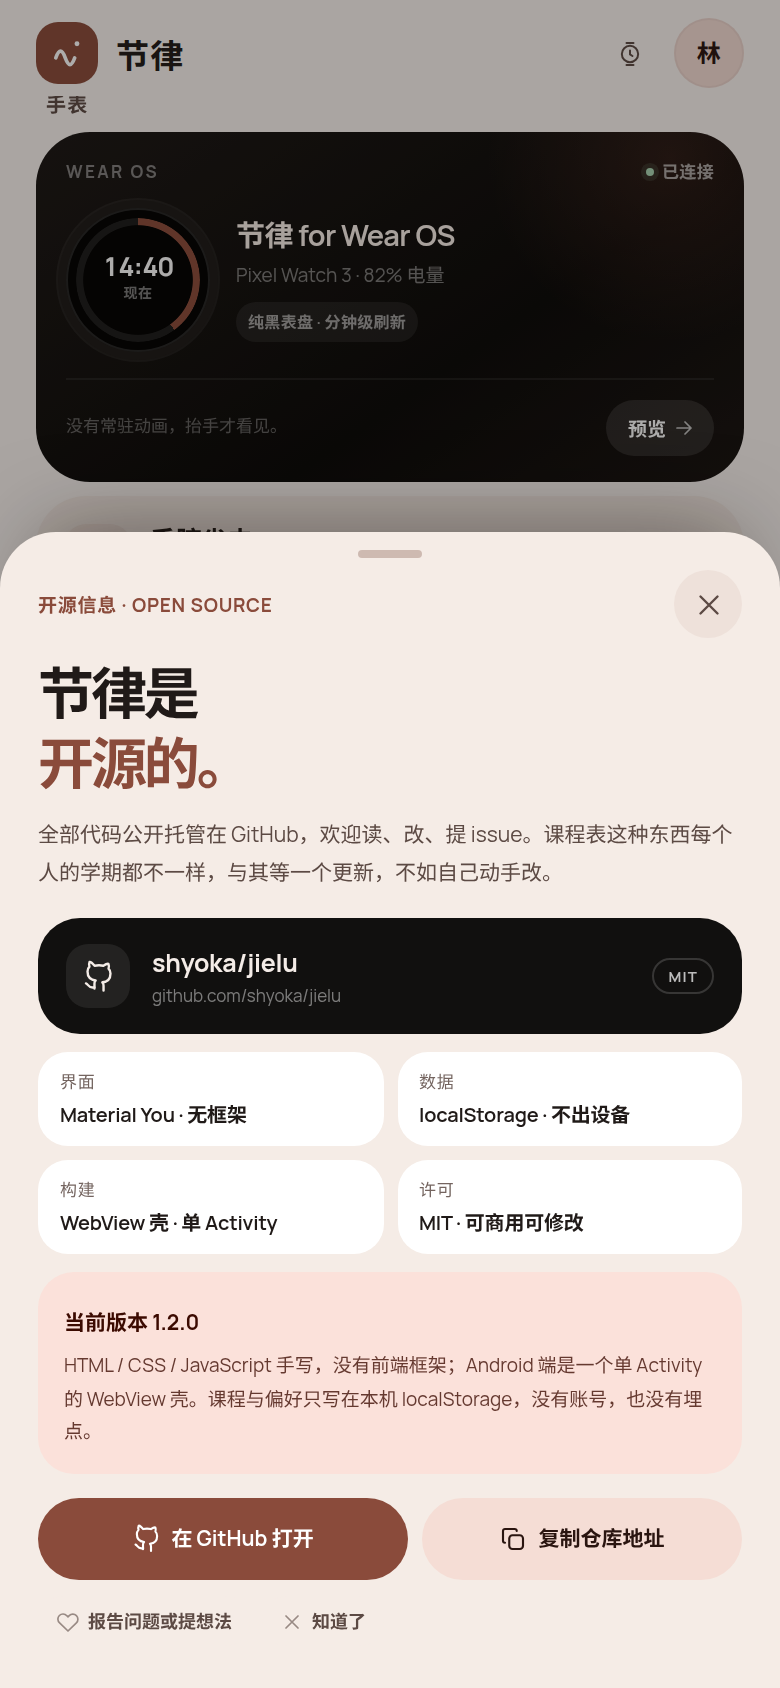 节律
林
手表
WEAR OS
已连接
14:40
现在
节律 for Wear OS
Pixel Watch 3 · 82% 电量
纯黑表盘 · 分钟级刷新
没有常驻动画，抬手才看见。
预览
开源信息 · OPEN SOURCE
节律是
开源的。
全部代码公开托管在 GitHub，欢迎读、改、提 issue。课程表这种东西每个
人的学期都不一样，与其等一个更新，不如自己动手改。
shyoka/jielu
github.com/shyoka/jielu
MIT
界面
Material You · 无框架
数据
localStorage · 不出设备
构建
WebView 壳 · 单 Activity
许可
MIT · 可商用可修改
当前版本 1.2.0
HTML / CSS / JavaScript 手写，没有前端框架；Android 端是一个单 Activity
的 WebView 壳。课程与偏好只写在本机 localStorage，没有账号，也没有埋
点。
在 GitHub 打开
复制仓库地址
报告问题或提想法
知道了